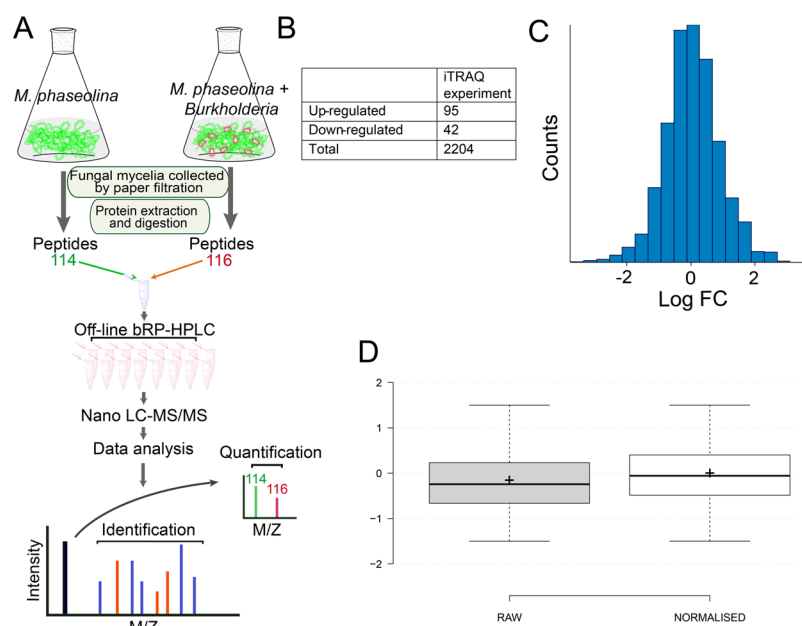 A
M. phaseolina
M. phaseolina +
Burkholderia
Fungal mycelia collected
by paper filtration
Protein extraction
and digestion
Peptides
114
Peptides
116
Off-line bRP-HPLC
Nano LC-MS/MS
Data analysis
Quantification
114
116
M/Z
Identification
Intensity
M/Z
B
iTRAQ
experiment
Up-regulated 95
Down-regulated 42
Total 2204
C
Counts
-2 0 2
Log FC
D
2
1
0
−1
−2
RAW NORMALISED